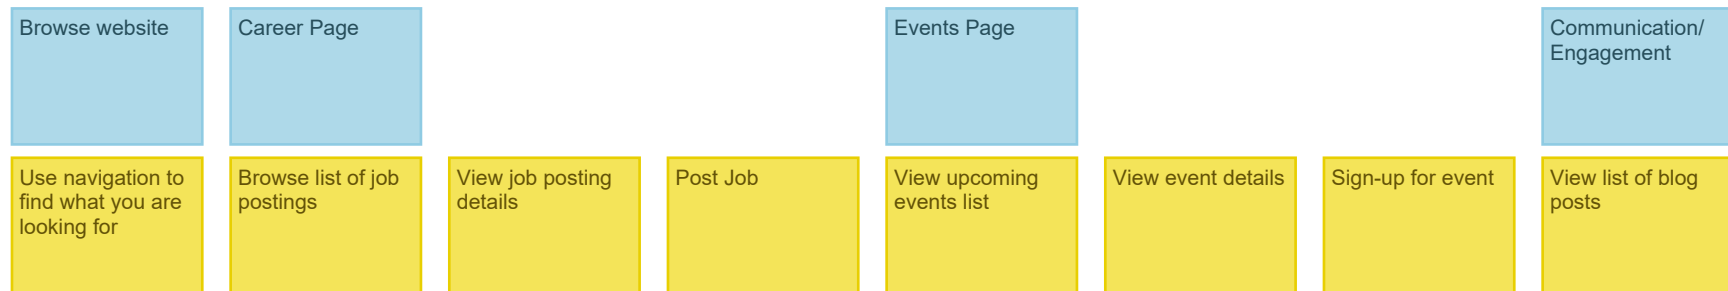 Browse website
Career Page
Events Page
Communication/
Engagement
Use navigation to
find what you are
looking for
Browse list of job
postings
View job posting
details
Post Job
View upcoming
events list
View event details
Sign-up for event
View list of blog
posts